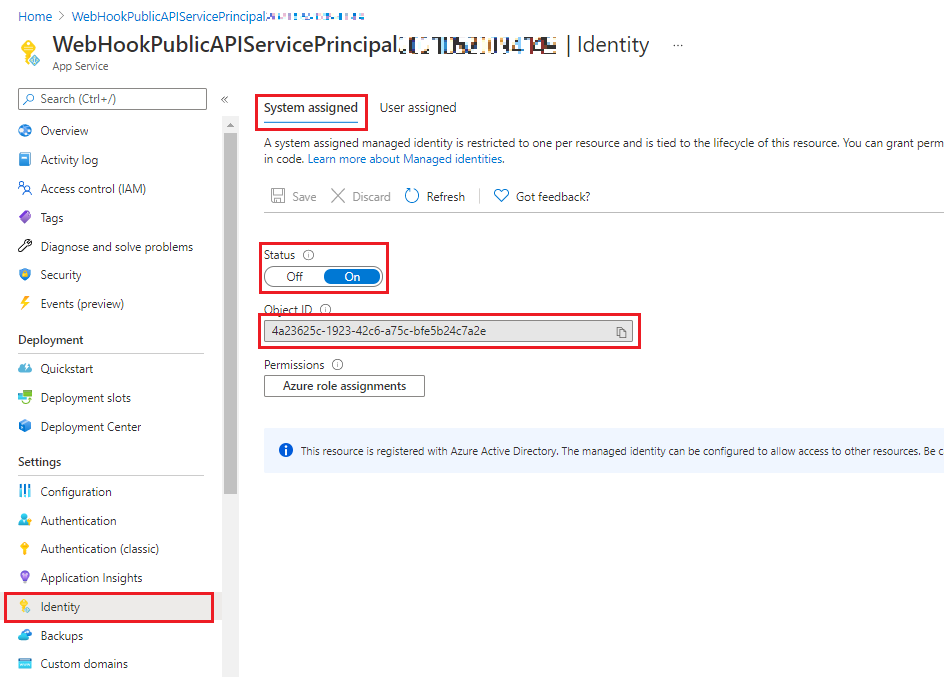 Home > WebHookPublicAPIServicePrincipal
WebHookPublicAPIServicePrincipal | Identity ...
App Service
Search (Ctrl+/) «
Overview
Activity log
Access control (IAM)
Tags
Diagnose and solve problems
Security
Events (preview)
Deployment
Quickstart
Deployment slots
Deployment Center
Settings
Configuration
Authentication
Authentication (classic)
Application Insights
Identity
Backups
Custom domains
System assigned User assigned
A system assigned managed identity is restricted to one per resource and is tied to the lifecycle of this resource. You can grant perm
in code. Learn more about Managed identities.
Save Discard Refresh Got feedback?
Status
Off On
Object ID
4a23625c-1923-42c6-a75c-bfe5b24c7a2e
Permissions
Azure role assignments
This resource is registered with Azure Active Directory. The managed identity can be configured to allow access to other resources. Be c